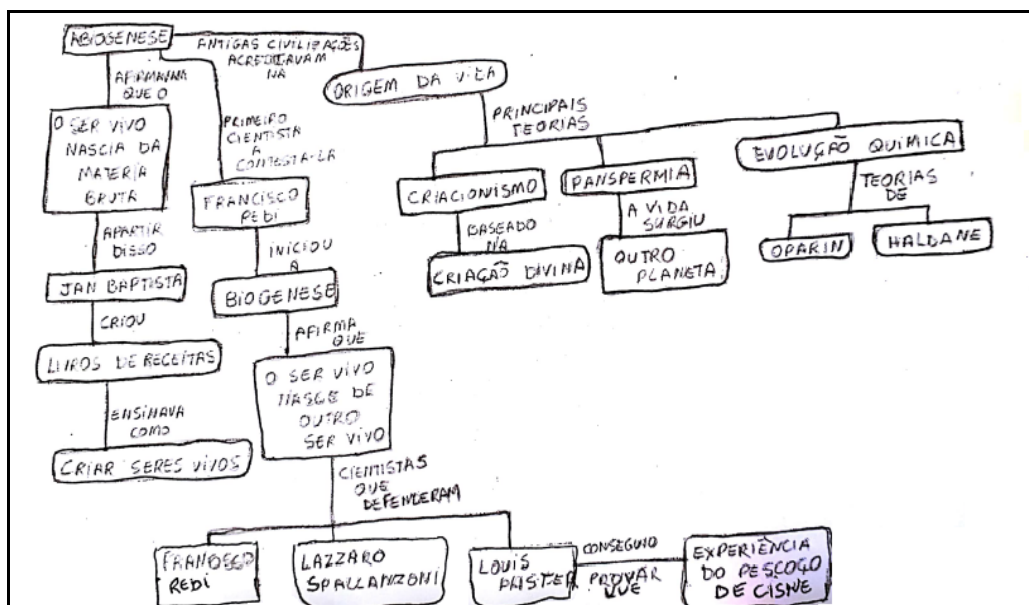 ABIOGENESE
ANTIGAS CIVILIZAÇÕES
ACREDITAVAM
NA
ORIGEM DA VIDA
AFIRMAVA
QUE O
O SER VIVO
NASCIA DA
MATERIA
BRUTA
APARTIR
DISSO
JAN BAPTISTA
CRIOU
LIVROS DE RECEITAS
ENSINAVA
COMO
CRIAR SERES VIVOS
PRIMEIRO
CIENTISTA
A
CONTESTA-LA
FRANCISCO
REDI
INICIOU
A
BIOGENESE
AFIRMA
QUE
O SER VIVO
NASCE DE
OUTRO
SER VIVO
CIENTISTAS
QUE
DEFENDERAM
FRANCISCO
REDI
LAZZARO
SPALLANZONI
LOUIS
PASTER
CONSEGUIO
PROVAR
QUE
EXPERIÊNCIA
DO PESCOÇO
DE CISNE
PRINCIPAIS
TEORIAS
CRIACIONISMO
BASEADO
NA
CRIAÇÃO DIVINA
PANSPERMIA
A VIDA
SURGIU
OUTRO
PLANETA
EVOLUÇÃO QUÍMICA
TEORIAS
DE
OPARIN
HALDANE